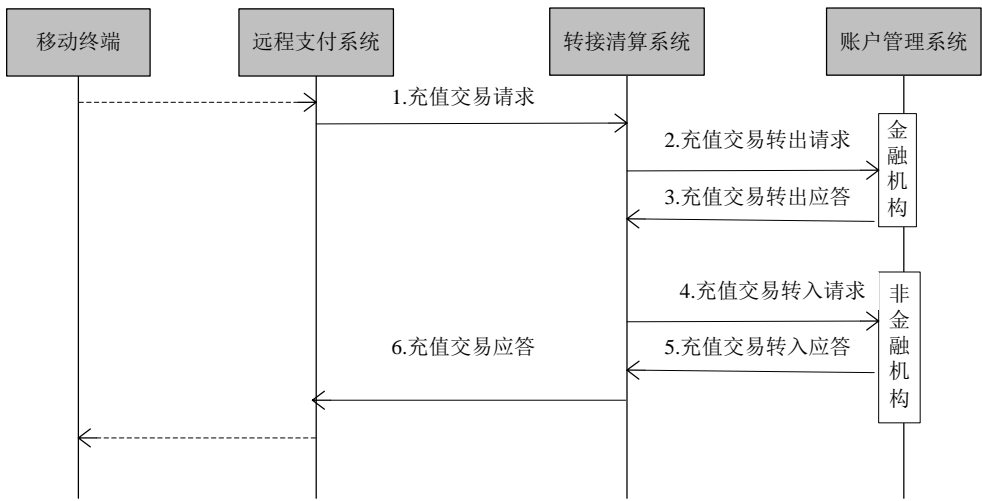 移动终端
远程支付系统
转接清算系统
账户管理系统
1.充值交易请求
金融机构
2.充值交易转出请求
3.充值交易转出应答
非金融机构
4.充值交易转入请求
5.充值交易转入应答
6.充值交易应答